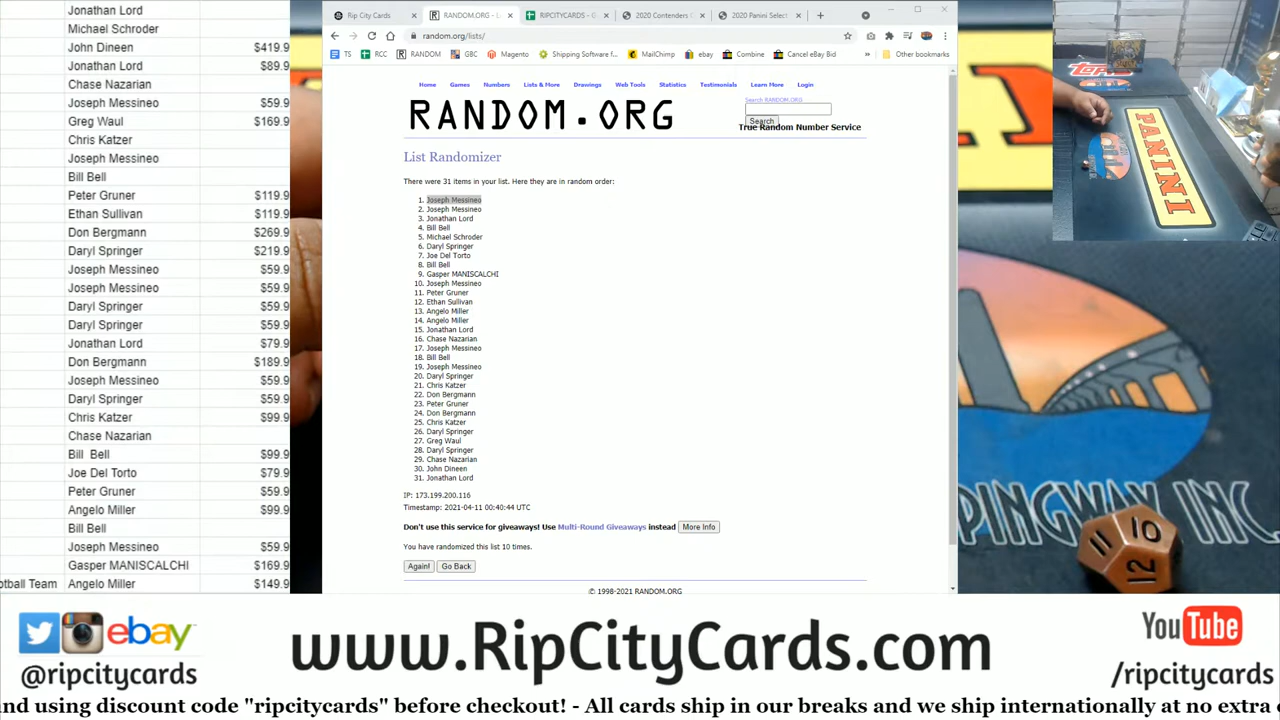 Jonathan Lord
Michael Schroder
John Dineen $419.9
Jonathan Lord $89.9
Chase Nazarian
Joseph Messineo $59.9
Greg Waul $169.9
Chris Katzer
Joseph Messineo
Bill Bell
Peter Gruner $119.9
Ethan Sullivan $119.9
Don Bergmann $269.9
Daryl Springer $219.9
Joseph Messineo $59.9
Joseph Messineo $59.9
Daryl Springer $59.9
Daryl Springer $59.9
Jonathan Lord $79.9
Don Bergmann $189.9
Joseph Messineo $59.9
Daryl Springer $59.9
Chris Katzer $99.9
Chase Nazarian
Bill Bell $99.9
Joe Del Torto $79.9
Peter Gruner $59.9
Angelo Miller $99.9
Bill Bell
Joseph Messineo $59.9
Gasper MANISCALCHI $169.9
ootball Team Angelo Miller $149.9
Rip City Cards
RANDOM.ORG - L
RIPCITYCARDS - G
2020 Contenders
2020 Panini Select
random.org/lists/
TS RCC RANDOM GBC Magento Shipping Software f MailChimp ebay Combine Cancel eBay Bid » Other bookmarks
Home Games Numbers Lists & More Drawings Web Tools Statistics Testimonials Learn More Login
RANDOM.ORG
Search RANDOM.ORG
Search
True Random Number Service
List Randomizer
There were 31 items in your list. Here they are in random order:
1. Joseph Messineo
2. Joseph Messineo
3. Jonathan Lord
4. Bill Bell
5. Michael Schroder
6. Daryl Springer
7. Joe Del Torto
8. Bill Bell
9. Gasper MANISCALCHI
10. Joseph Messineo
11. Peter Gruner
12. Ethan Sullivan
13. Angelo Miller
14. Angelo Miller
15. Jonathan Lord
16. Chase Nazarian
17. Joseph Messineo
18. Bill Bell
19. Joseph Messineo
20. Daryl Springer
21. Chris Katzer
22. Don Bergmann
23. Peter Gruner
24. Don Bergmann
25. Chris Katzer
26. Daryl Springer
27. Greg Waul
28. Daryl Springer
29. Chase Nazarian
30. John Dineen
31. Jonathan Lord
IP: 173.199.200.116
Timestamp: 2021-04-11 00:40:44 UTC
Don't use this service for giveaways! Use Multi-Round Giveaways instead More Info
You have randomized this list 10 times.
Again! Go Back
© 1998-2021 RANDOM.ORG
Topps
PANINI
PINGWAY INC
11 10
12
ebay
@ripcitycards
www.RipCityCards.com
YouTube
/ripcitycards
nd using discount code "ripcitycards" before checkout! - All cards ship in our breaks and we ship internationally at no extra